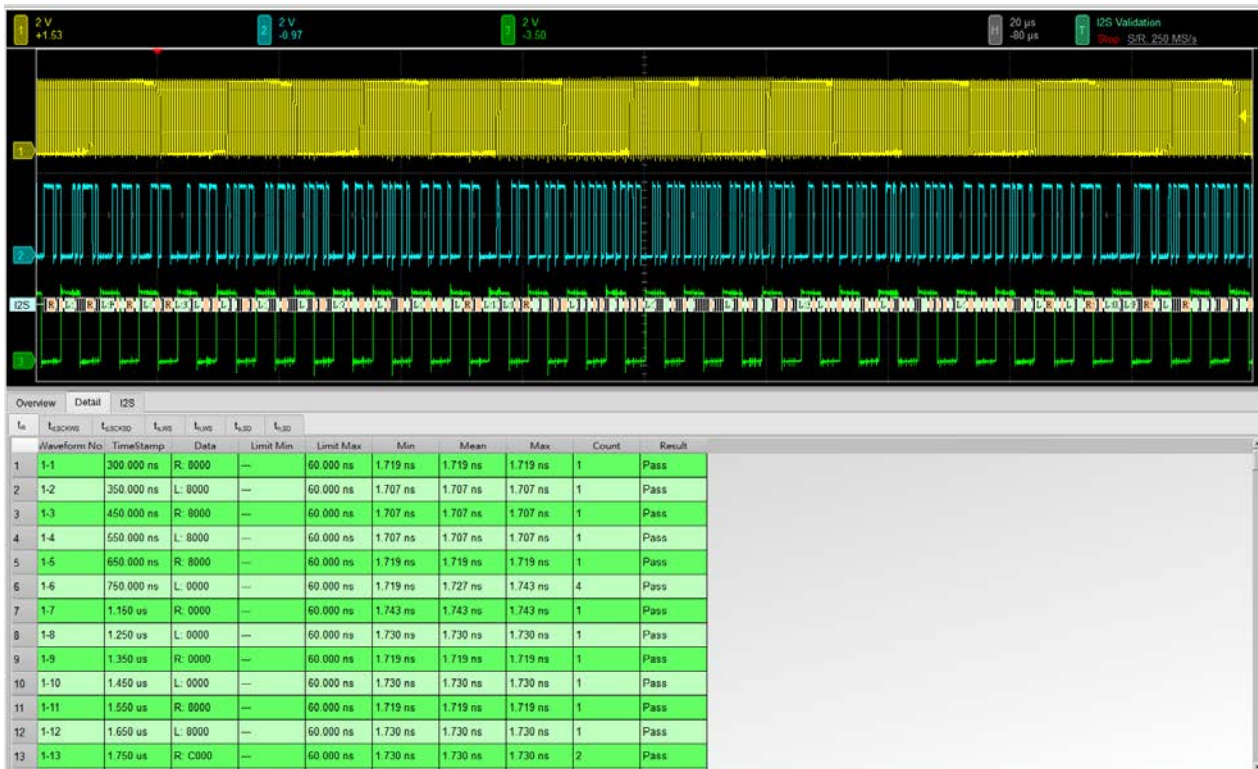 1 2 V +1.53 2 2 V -0.97 3 2 V -3.50 H 20 µs -80 µs T I2S Validation Stop S/R: 250 MS/s
1
2
I2S
3
Overview Detail I2S
Waveform No TimeStamp Data Limit Min Limit Max Min Mean Max Count Result
1 1-1 300.000 ns R: 8000 --- 60.000 ns 1.719 ns 1.719 ns 1.719 ns 1 Pass
2 1-2 350.000 ns L: 8000 --- 60.000 ns 1.707 ns 1.707 ns 1.707 ns 1 Pass
3 1-3 450.000 ns R: 8000 --- 60.000 ns 1.707 ns 1.707 ns 1.707 ns 1 Pass
4 1-4 550.000 ns L: 8000 --- 60.000 ns 1.707 ns 1.707 ns 1.707 ns 1 Pass
5 1-5 650.000 ns R: 8000 --- 60.000 ns 1.719 ns 1.719 ns 1.719 ns 1 Pass
6 1-6 750.000 ns L: 0000 --- 60.000 ns 1.719 ns 1.727 ns 1.743 ns 4 Pass
7 1-7 1.150 us R: 0000 --- 60.000 ns 1.743 ns 1.743 ns 1.743 ns 1 Pass
8 1-8 1.250 us L: 0000 --- 60.000 ns 1.730 ns 1.730 ns 1.730 ns 1 Pass
9 1-9 1.350 us R: 0000 --- 60.000 ns 1.719 ns 1.719 ns 1.719 ns 1 Pass
10 1-10 1.450 us L: 0000 --- 60.000 ns 1.730 ns 1.730 ns 1.730 ns 1 Pass
11 1-11 1.550 us R: 8000 --- 60.000 ns 1.719 ns 1.719 ns 1.719 ns 1 Pass
12 1-12 1.650 us L: 8000 --- 60.000 ns 1.730 ns 1.730 ns 1.730 ns 1 Pass
13 1-13 1.750 us R: C000 --- 60.000 ns 1.730 ns 1.730 ns 1.730 ns 2 Pass